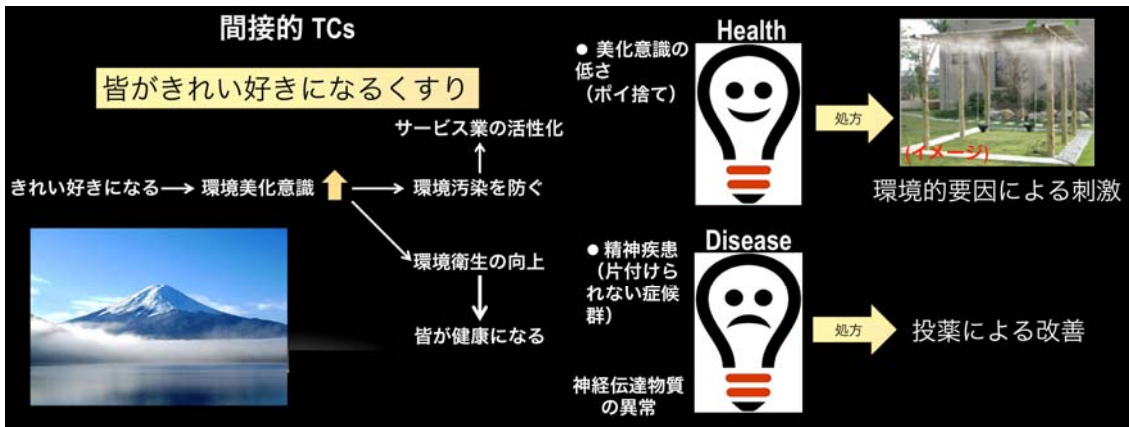 間接的 TCs
皆がきれい好きになるくすり
サービス業の活性化
きれい好きになる
環境美化意識
環境汚染を防ぐ
環境衛生の向上
皆が健康になる
Health
● 美化意識の
低さ
(ポイ捨て)
処方
(イメージ)
環境的要因による刺激
Disease
● 精神疾患
(片付けら
れない症候
群)
処方
投薬による改善
神経伝達物質
の異常